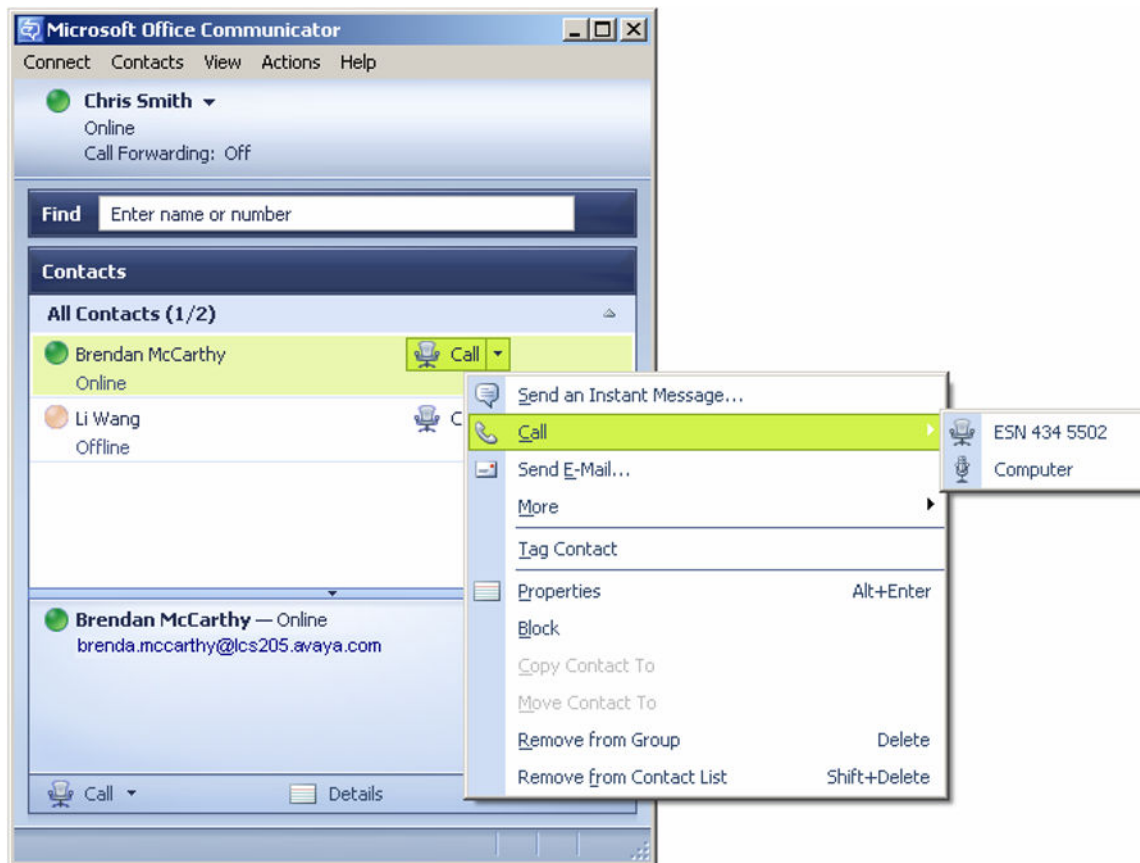 Microsoft Office Communicator
Connect Contacts View Actions Help
Chris Smith
Online
Call Forwarding: Off
Find Enter name or number
Contacts
All Contacts (1/2)
Brendan McCarthy Call
Online
Li Wang C
Offline
Send an Instant Message...
Call
ESN 434 5502
Computer
Send E-Mail...
More
Tag Contact
Properties Alt+Enter
Block
Copy Contact To
Move Contact To
Remove from Group Delete
Remove from Contact List Shift+Delete
Brendan McCarthy — Online
brenda.mccarthy@lcs205.avaya.com
Call Details